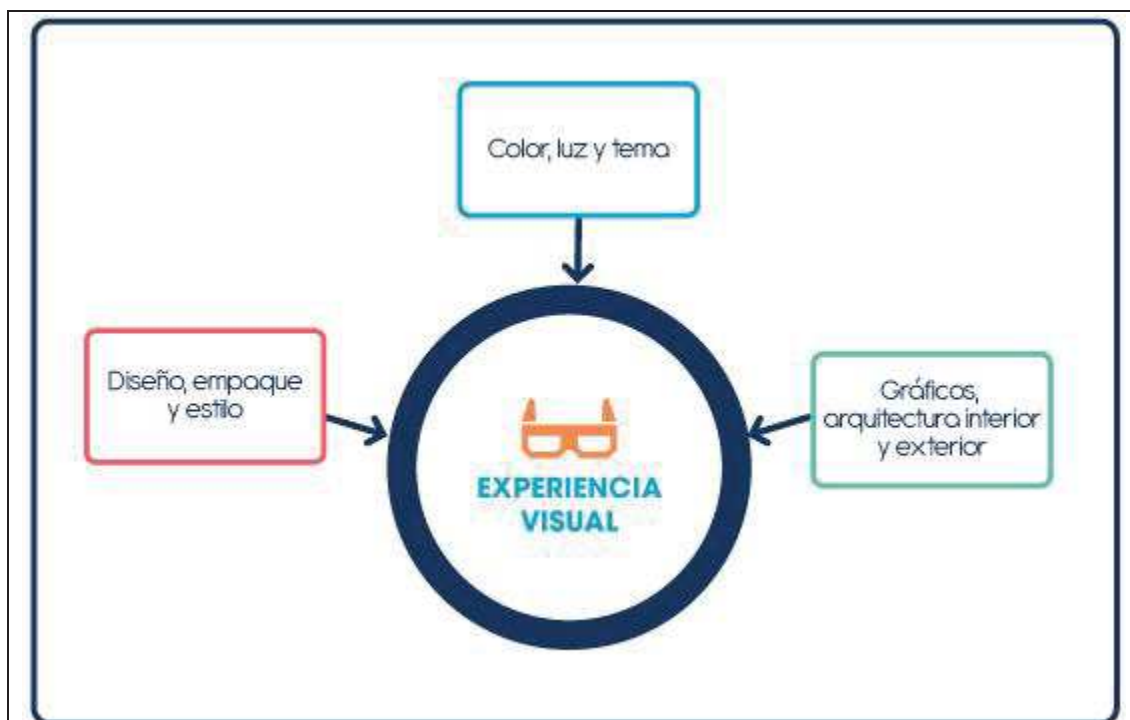 Color, luz y tema
Diseño, empaque
y estilo
Gráficos,
arquitectura interior
y exterior
EXPERIENCIA
VISUAL